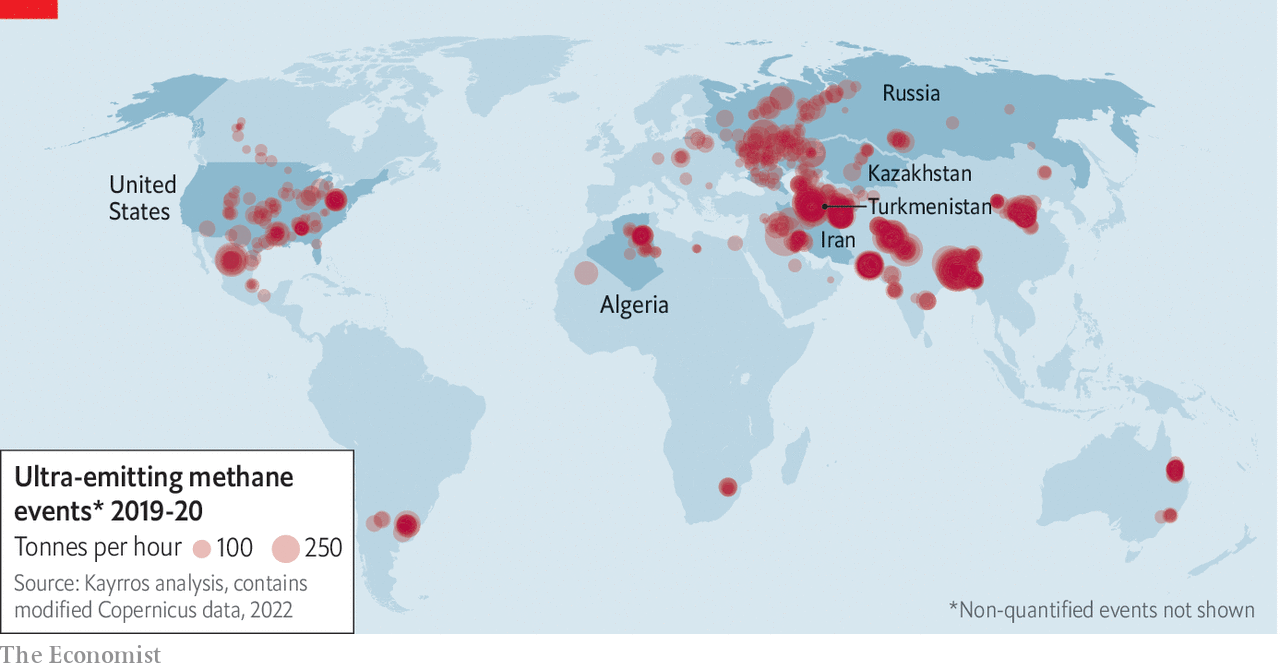 Russia
United
States
Kazakhstan
Turkmenistan
Iran
Algeria
Ultra-emitting methane
events* 2019-20
Tonnes per hour 100 250
Source: Kayrros analysis, contains
modified Copernicus data, 2022
*Non-quantified events not shown
The Economist